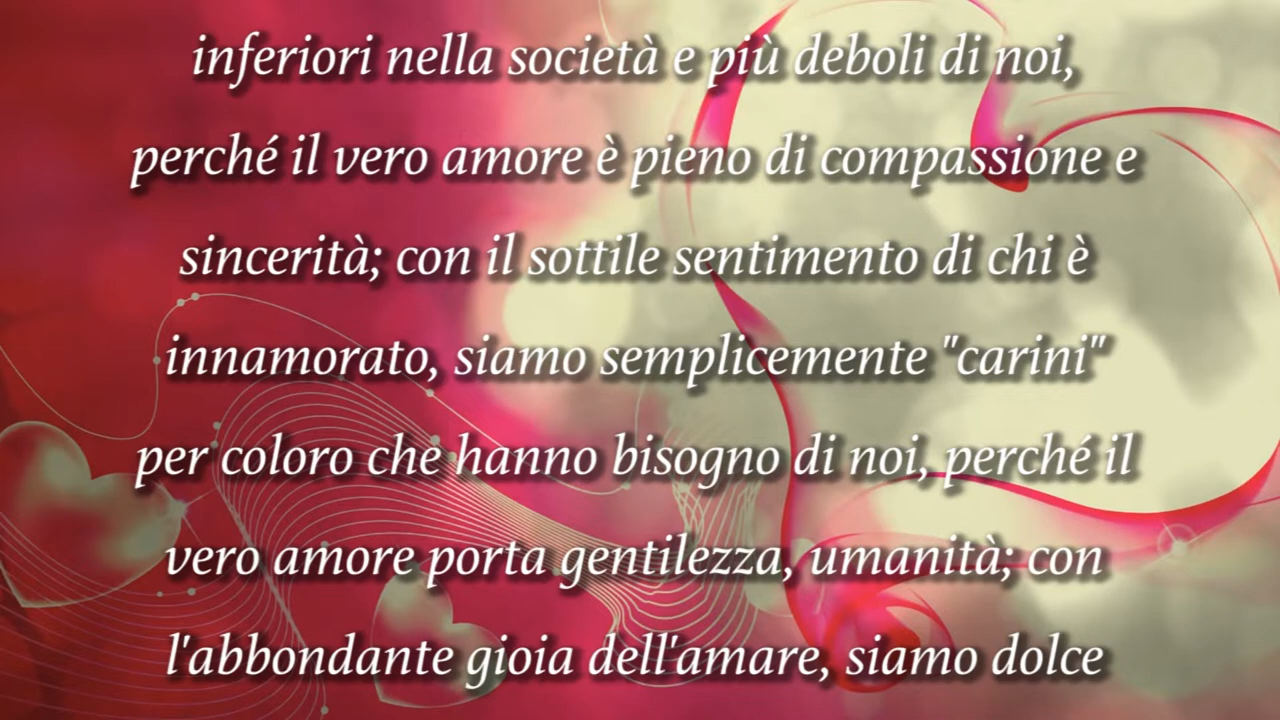 inferiori nella società e più deboli di noi,
perché il vero amore è pieno di compassione e
sincerità; con il sottile sentimento di chi è
innamorato, siamo semplicemente "carini"
per coloro che hanno bisogno di noi, perché il
vero amore porta gentilezza, umanità; con
l'abbondante gioia dell'amare, siamo dolce